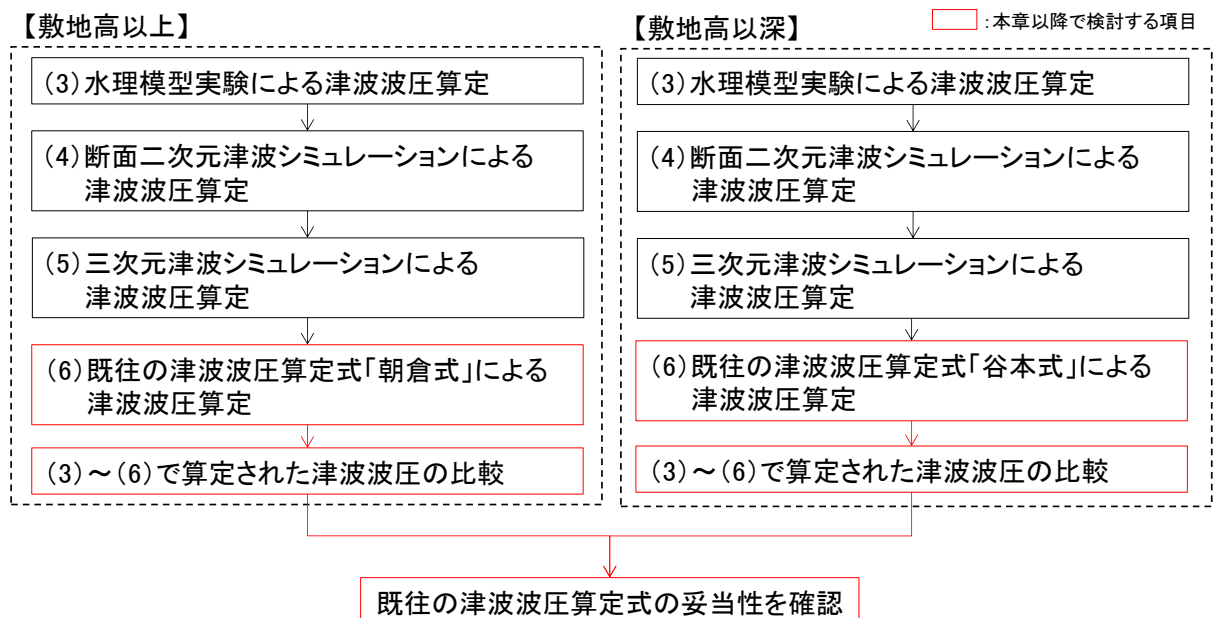 【敷地高以上】
(3)水理模型実験による津波波圧算定
(4)断面二次元津波シミュレーションによる
津波波圧算定
(5)三次元津波シミュレーションによる
津波波圧算定
(6)既往の津波波圧算定式「朝倉式」による
津波波圧算定
(3)～(6)で算定された津波波圧の比較
【敷地高以深】
:本章以降で検討する項目
(3)水理模型実験による津波波圧算定
(4)断面二次元津波シミュレーションによる
津波波圧算定
(5)三次元津波シミュレーションによる
津波波圧算定
(6)既往の津波波圧算定式「谷本式」による
津波波圧算定
(3)～(6)で算定された津波波圧の比較
既往の津波波圧算定式の妥当性を確認